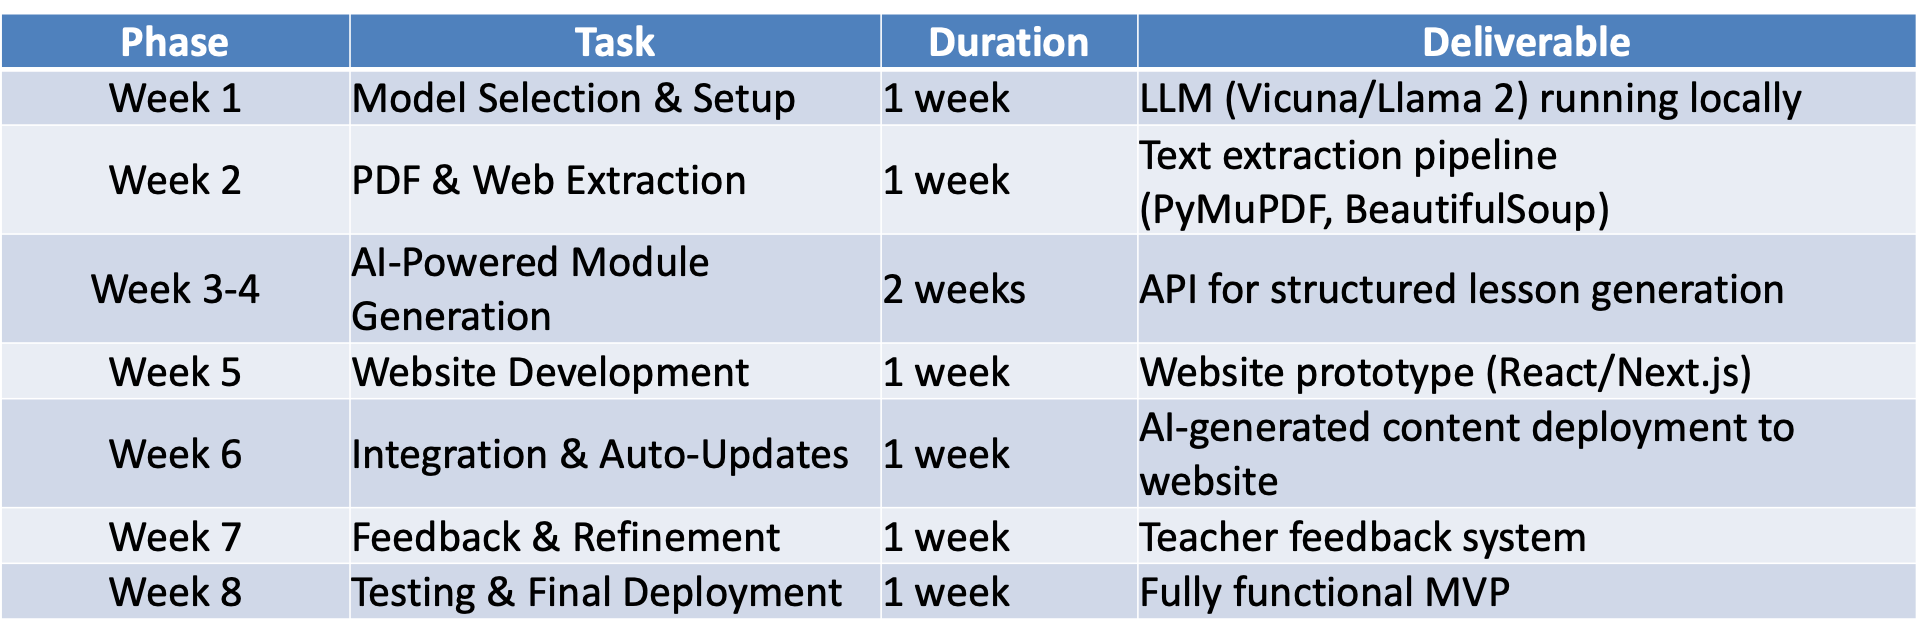 Phase Task Duration Deliverable
Week 1 Model Selection & Setup 1 week LLM (Vicuna/Llama 2) running locally
Week 2 PDF & Web Extraction 1 week Text extraction pipeline
(PyMuPDF, BeautifulSoup)
Week 3-4 AI-Powered Module
Generation 2 weeks API for structured lesson generation
Week 5 Website Development 1 week Website prototype (React/Next.js)
Week 6 Integration & Auto-Updates 1 week AI-generated content deployment to
website
Week 7 Feedback & Refinement 1 week Teacher feedback system
Week 8 Testing & Final Deployment 1 week Fully functional MVP